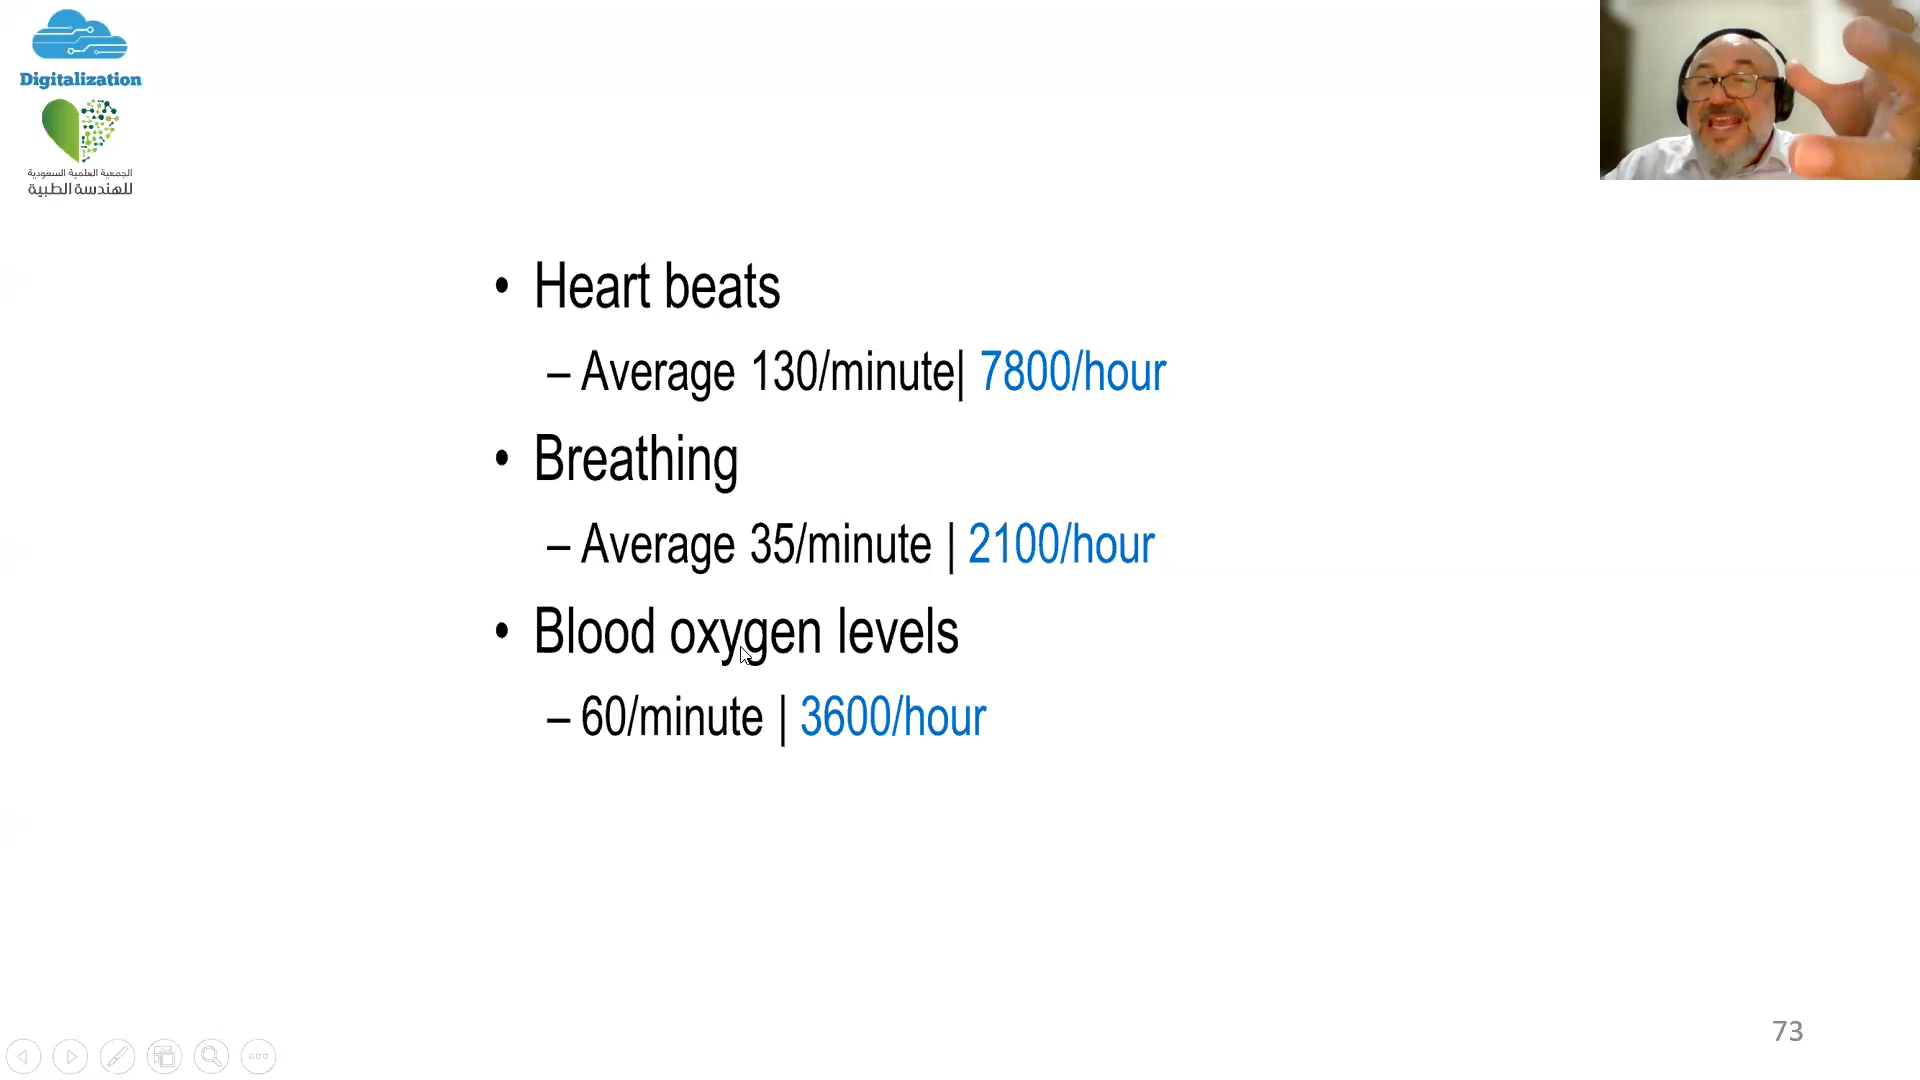 Digitalization
الجمعية العلمية السعودية
للهندسة الطبية
• Heart beats
– Average 130/minute| 7800/hour
• Breathing
– Average 35/minute | 2100/hour
• Blood oxygen levels
– 60/minute | 3600/hour
73